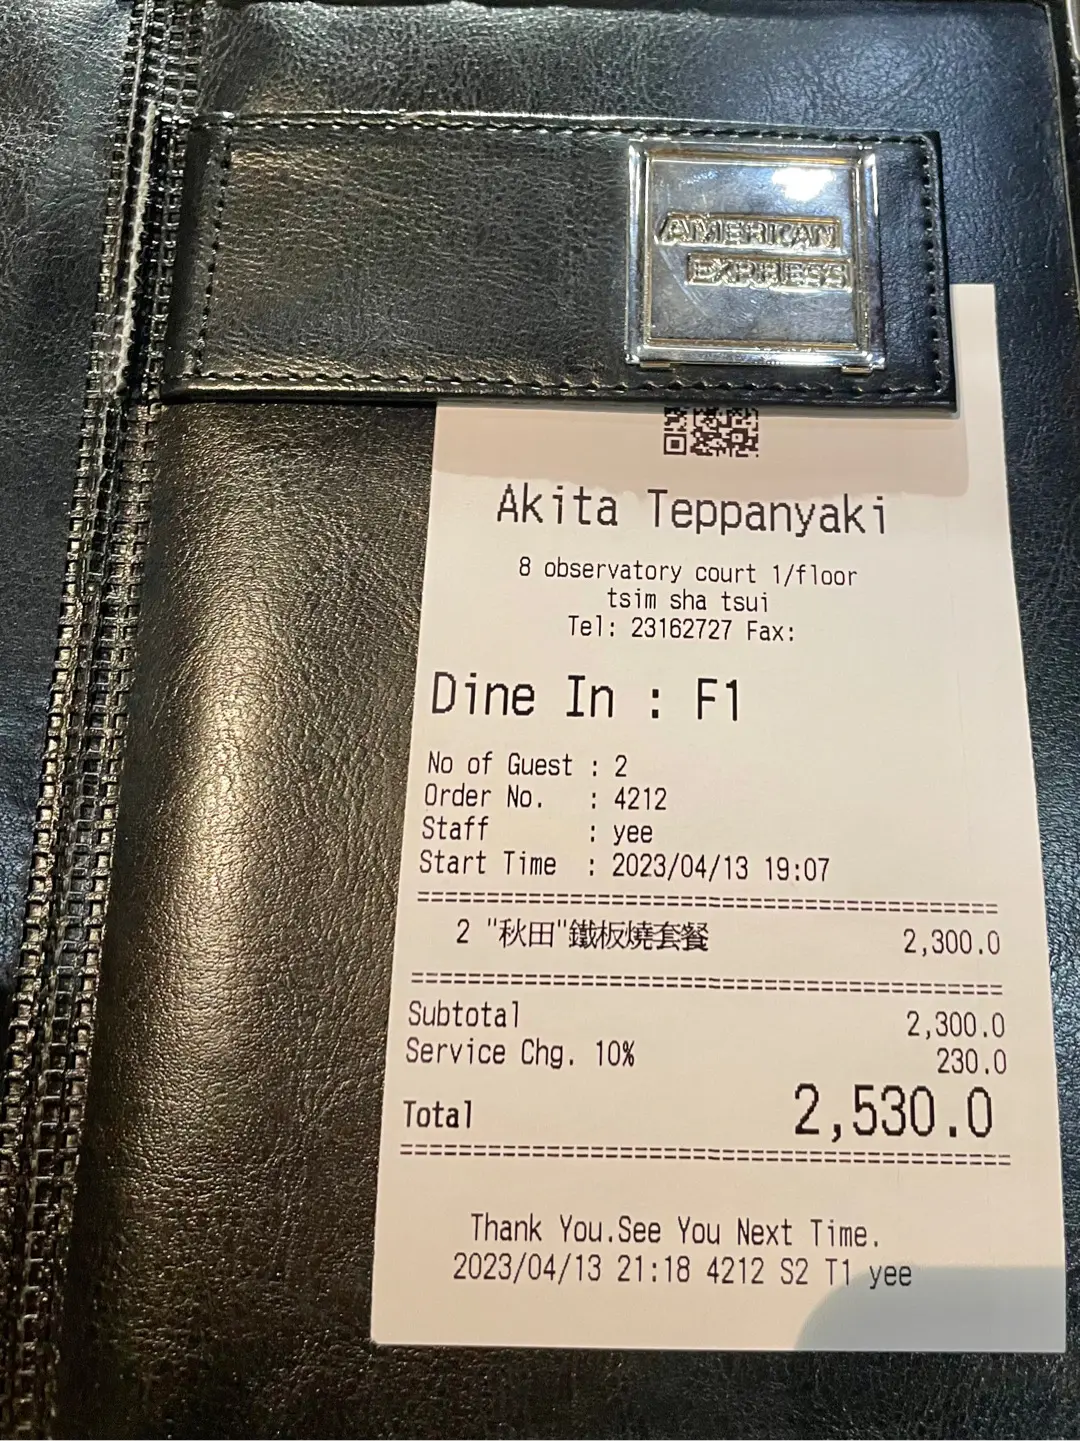 AMERICAN
EXPRESS
Akita Teppanyaki
8 observatory court 1/floor
tsim sha tsui
Tel: 23162727 Fax:
Dine In : F1
No of Guest : 2
Order No. : 4212
Staff : yee
Start Time : 2023/04/13 19:07
2 "秋田"鐵板燒套餐 2,300.0
Subtotal 2,300.0
Service Chg. 10% 230.0
Total 2,530.0
Thank You.See You Next Time.
2023/04/13 21:18 4212 S2 T1 yee